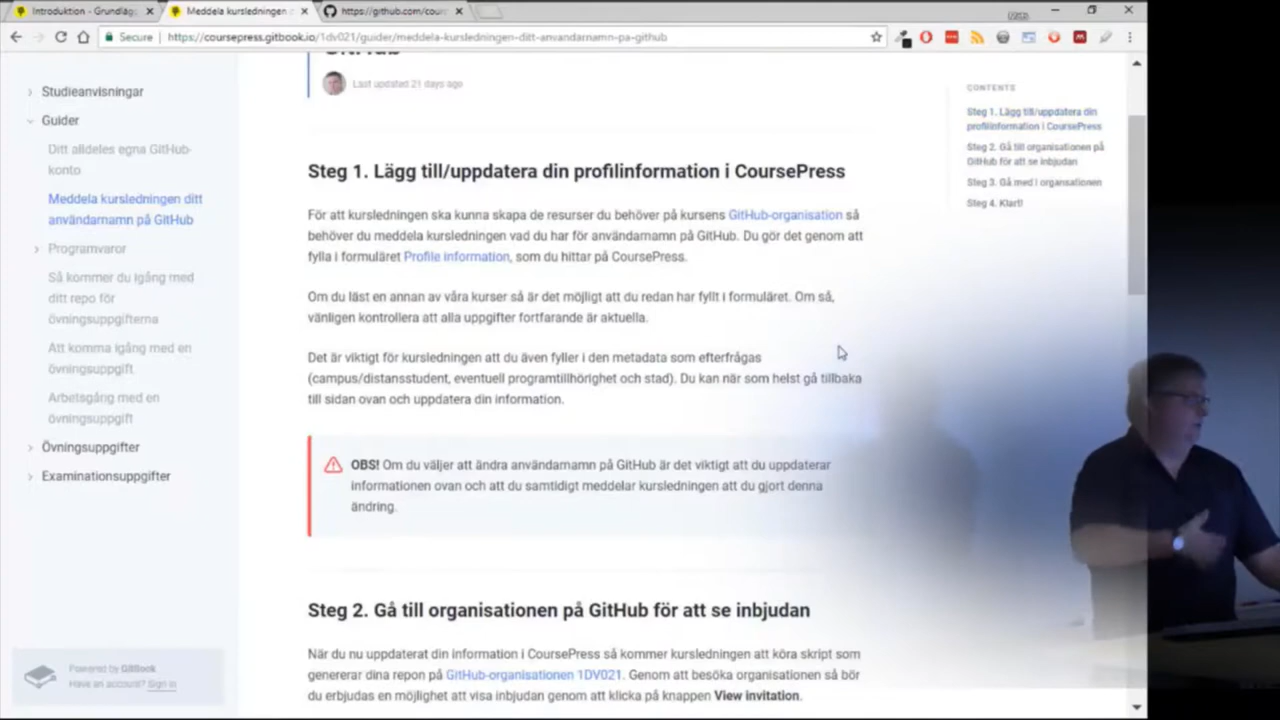 Introduktion - Grundläg
Meddela kursledningen
https://github.com/cour
Secure
https://coursepress.gitbook.io/1dv021/guider/meddela-kursledningen-ditt-anvandarnamn-pa-github
GitHub
Last updated 21 days ago
Studieanvisningar
Guider
Ditt alldeles egna GitHub-
konto
Meddela kursledningen ditt
användarnamn på GitHub
Programvaror
Så kommer du igång med
ditt repo för
övningsuppgifterna
Att komma igång med en
övningsuppgift
Arbetsgång med en
övningsuppgift
Övningsuppgifter
Examinationsuppgifter
Powered by GitBook
Have an account? Sign in
Steg 1. Lägg till/uppdatera din profilinformation i CoursePress
För att kursledningen ska kunna skapa de resurser du behöver på kursens GitHub-organisation så
behöver du meddela kursledningen vad du har för användarnamn på GitHub. Du gör det genom att
fylla i formuläret Profile information, som du hittar på CoursePress.
Om du läst en annan av våra kurser så är det möjligt att du redan har fyllt i formuläret. Om så,
vänligen kontrollera att alla uppgifter fortfarande är aktuella.
Det är viktigt för kursledningen att du även fyller i den metadata som efterfrågas
(campus/distansstudent, eventuell programtillhörighet och stad). Du kan när som helst gå tillbaka
till sidan ovan och uppdatera din information.
OBS! Om du väljer att ändra användarnamn på GitHub är det viktigt att du uppdaterar
informationen ovan och att du samtidigt meddelar kursledningen att du gjort denna
ändring.
Steg 2. Gå till organisationen på GitHub för att se inbjudan
När du nu uppdaterat din information i CoursePress så kommer kursledningen att köra skript som
genererar dina repon på GitHub-organisationen 1DV021. Genom att besöka organisationen så bör
du erbjudas en möjlighet att visa inbjudan genom att klicka på knappen View invitation.
CONTENTS
Steg 1. Lägg till/uppdatera din
profilinformation i CoursePress
Steg 2. Gå till organisationen på
GitHub för att se inbjudan
Steg 3. Gå med i organsationen
Steg 4. Klart!